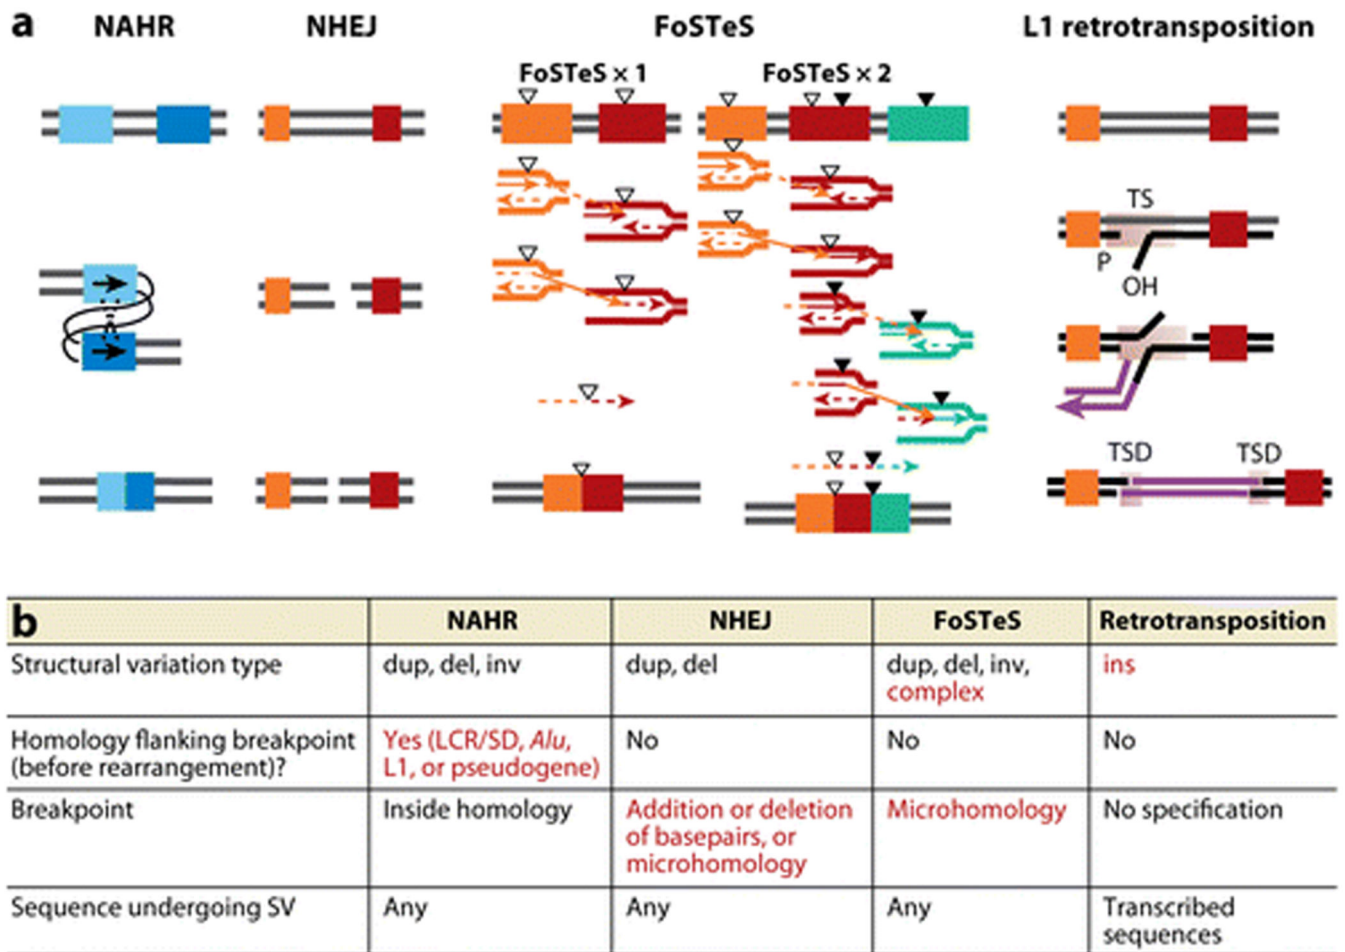 a NAHR NHEJ FoSTeS L1 retrotransposition
FoSTeS × 1 FoSTeS × 2
TS
P
OH
TSD TSD
b NAHR NHEJ FoSTeS Retrotransposition
Structural variation type dup, del, inv dup, del dup, del, inv, ins
complex
Homology flanking breakpoint Yes (LCR/SD, Alu, No No No
(before rearrangement)? L1, or pseudogene)
Breakpoint Inside homology Addition or deletion Microhomology No specification
of basepairs, or
microhomology
Sequence undergoing SV Any Any Any Transcribed
sequences